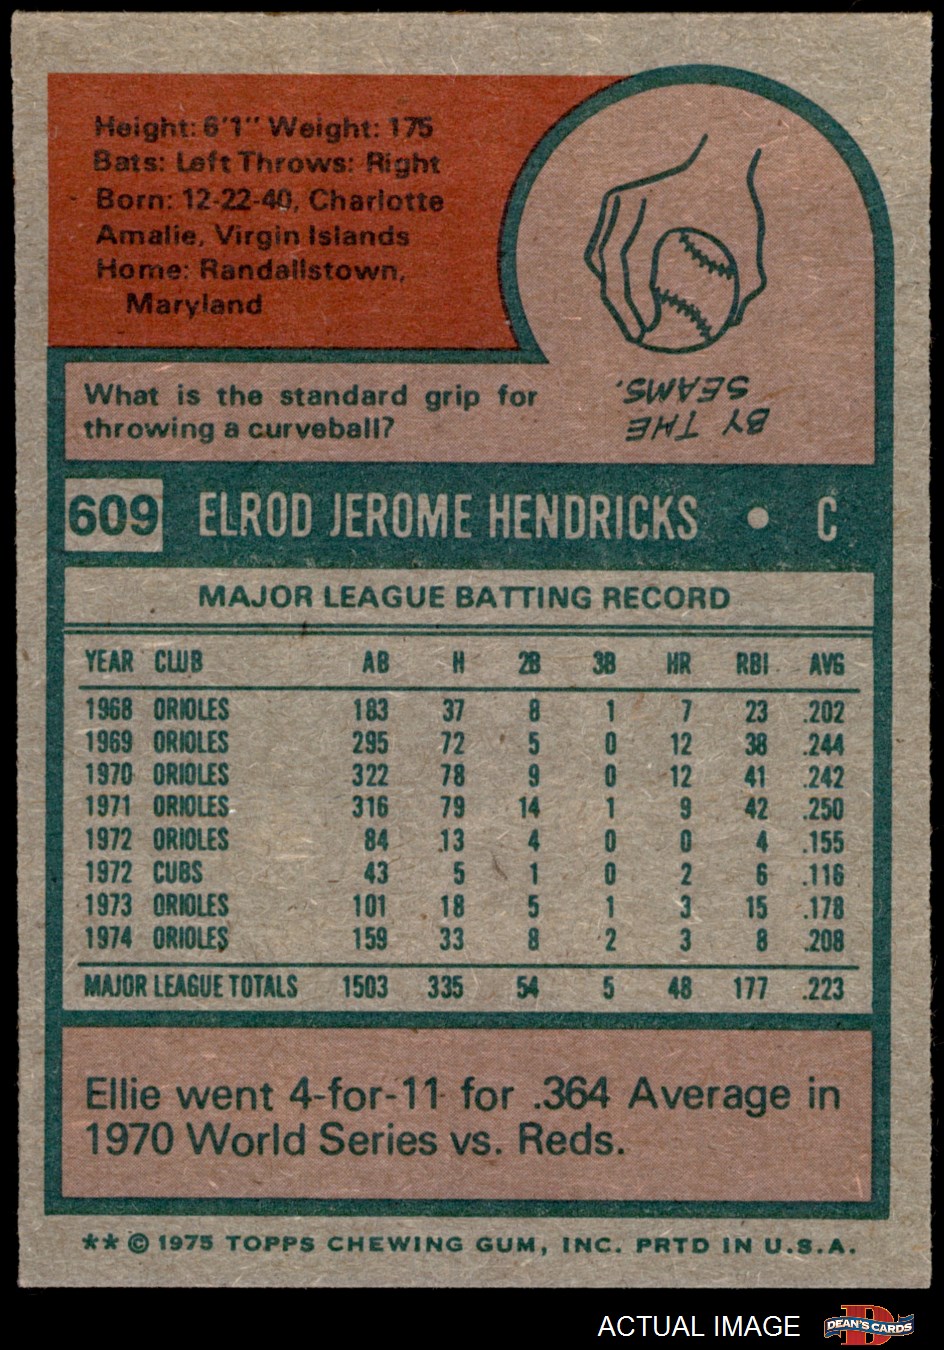 Height: 6'1" Weight: 175
Bats: Left Throws: Right
Born: 12-22-40, Charlotte
Amalie, Virgin Islands
Home: Randallstown,
Maryland
What is the standard grip for
throwing a curveball?
BY THE
SEAMS.
609 ELROD JEROME HENDRICKS • C
MAJOR LEAGUE BATTING RECORD
YEAR CLUB AB H 2B 3B HR RBI AVG
1968 ORIOLES 183 37 8 1 7 23 .202
1969 ORIOLES 295 72 5 0 12 38 .244
1970 ORIOLES 322 78 9 0 12 41 .242
1971 ORIOLES 316 79 14 1 9 42 .250
1972 ORIOLES 84 13 4 0 0 4 .155
1972 CUBS 43 5 1 0 2 6 .116
1973 ORIOLES 101 18 5 1 3 15 .178
1974 ORIOLES 159 33 8 2 3 8 .208
MAJOR LEAGUE TOTALS 1503 335 54 5 48 177 .223
Ellie went 4-for-11 for .364 Average in
1970 World Series vs. Reds.
** © 1975 TOPPS CHEWING GUM, INC. PRTD IN U.S.A.
ACTUAL IMAGE
D
DEAN'S CARDS